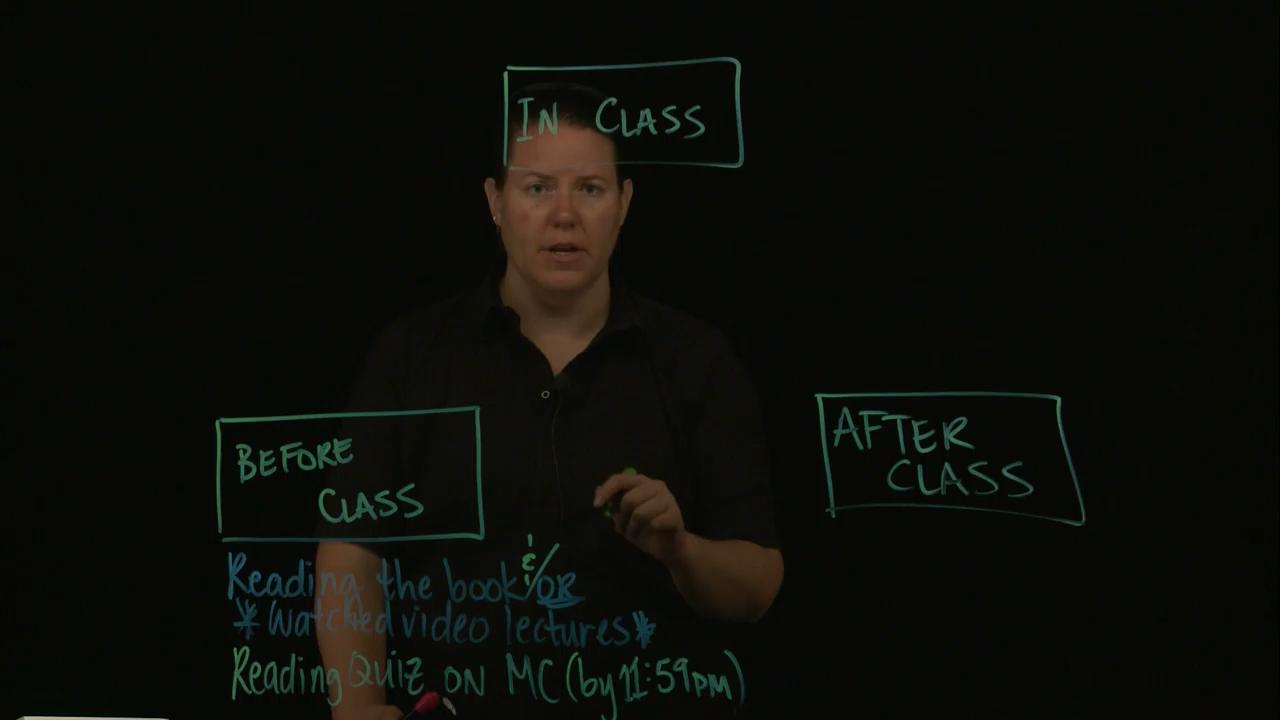 IN CLASS
BEFORE
CLASS
AFTER
CLASS
Reading the book &/OR
*Watched video lectures*
Reading Quiz ON MC (by 11:59PM)